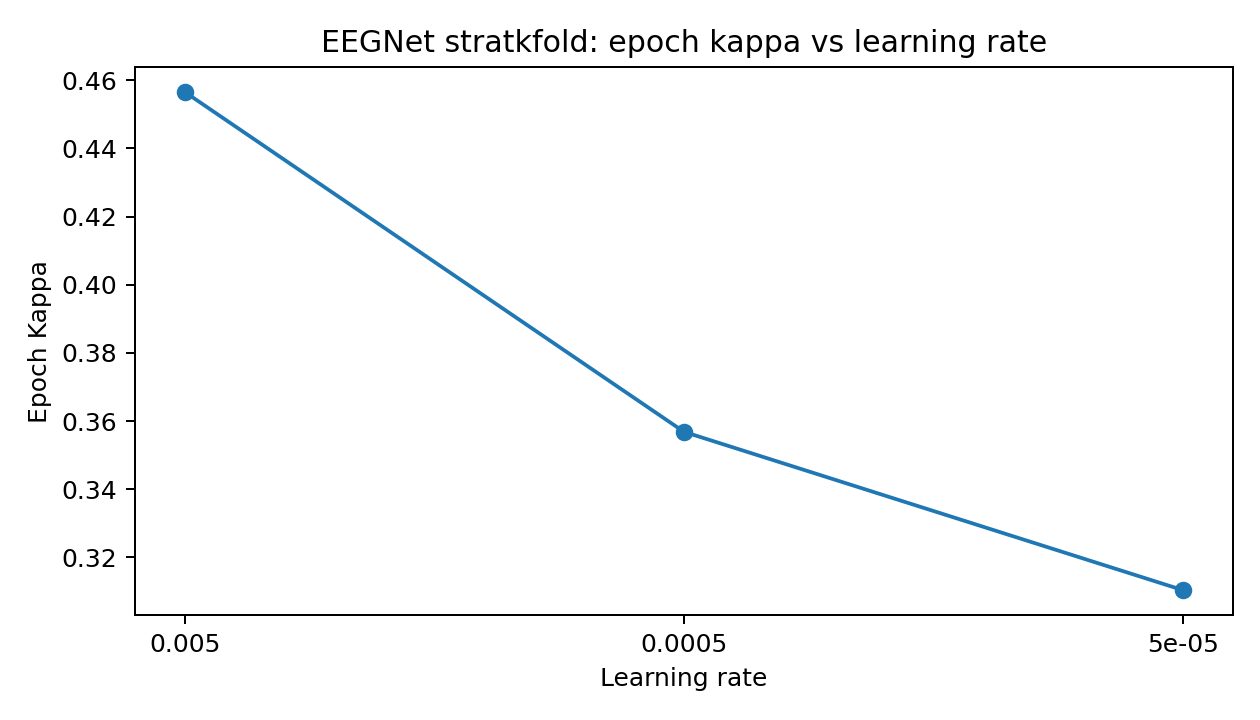 EEGNet stratkfold: epoch kappa vs learning rate
0.46
0.44
0.42
0.40
0.38
0.36
0.34
0.32
Epoch Kappa
0.005 0.0005 5e-05
Learning rate